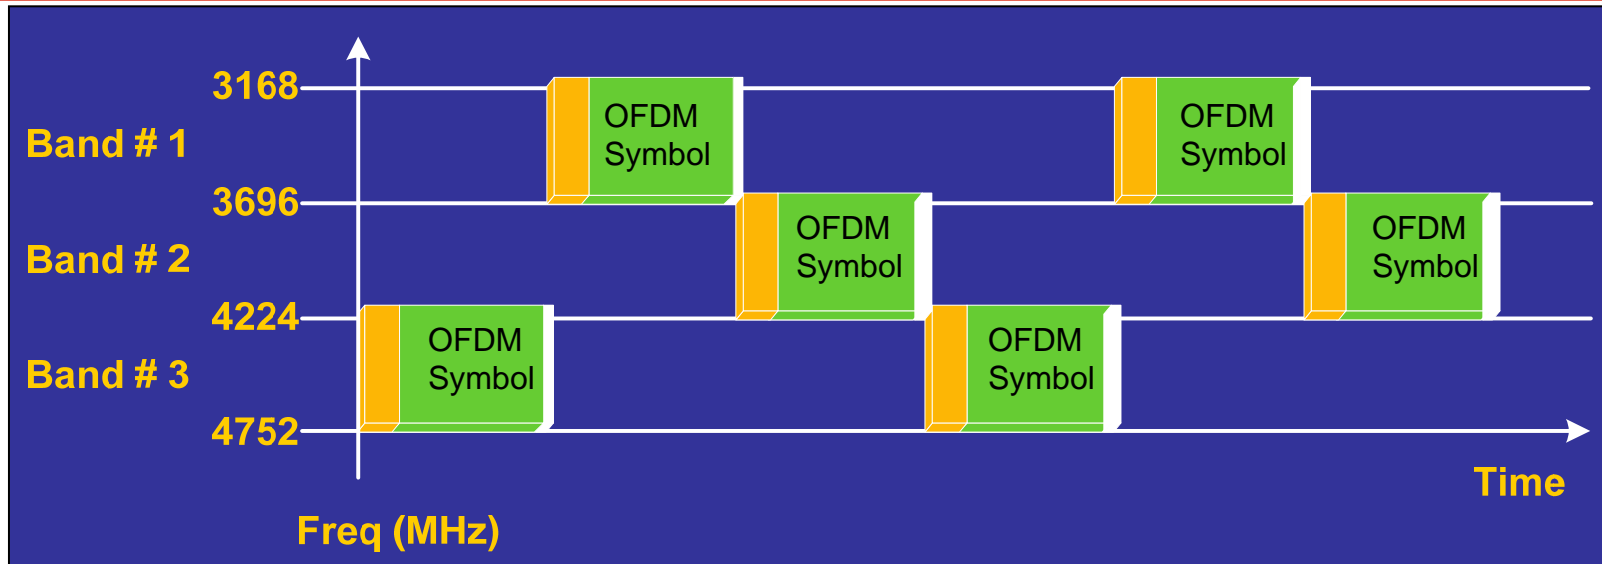 3168
OFDM
Symbol
OFDM
Symbol
Band # 1
3696
OFDM
Symbol
OFDM
Symbol
Band # 2
4224
OFDM
Symbol
OFDM
Symbol
Band # 3
4752
Time
Freq (MHz)